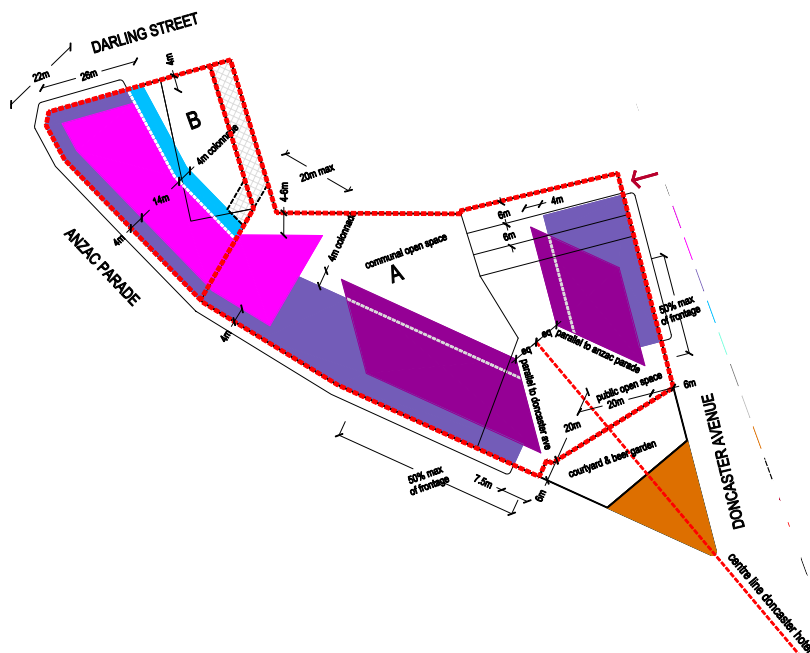 DARLING STREET
22m
26m
4m
B
4m colonnade
20m max
14m
4-6m
4m
6m
4m
6m
ANZAC PARADE
4m colonnade
communal open space
A
4m
50% max
of frontage
eq
eq
parallel to anzac parade
parallel to doncaster ave
public open space
20m
6m
20m
50% max
of frontage
7.5m
6m
courtyard & beer garden
DONCASTER AVENUE
centre line doncaster hotel